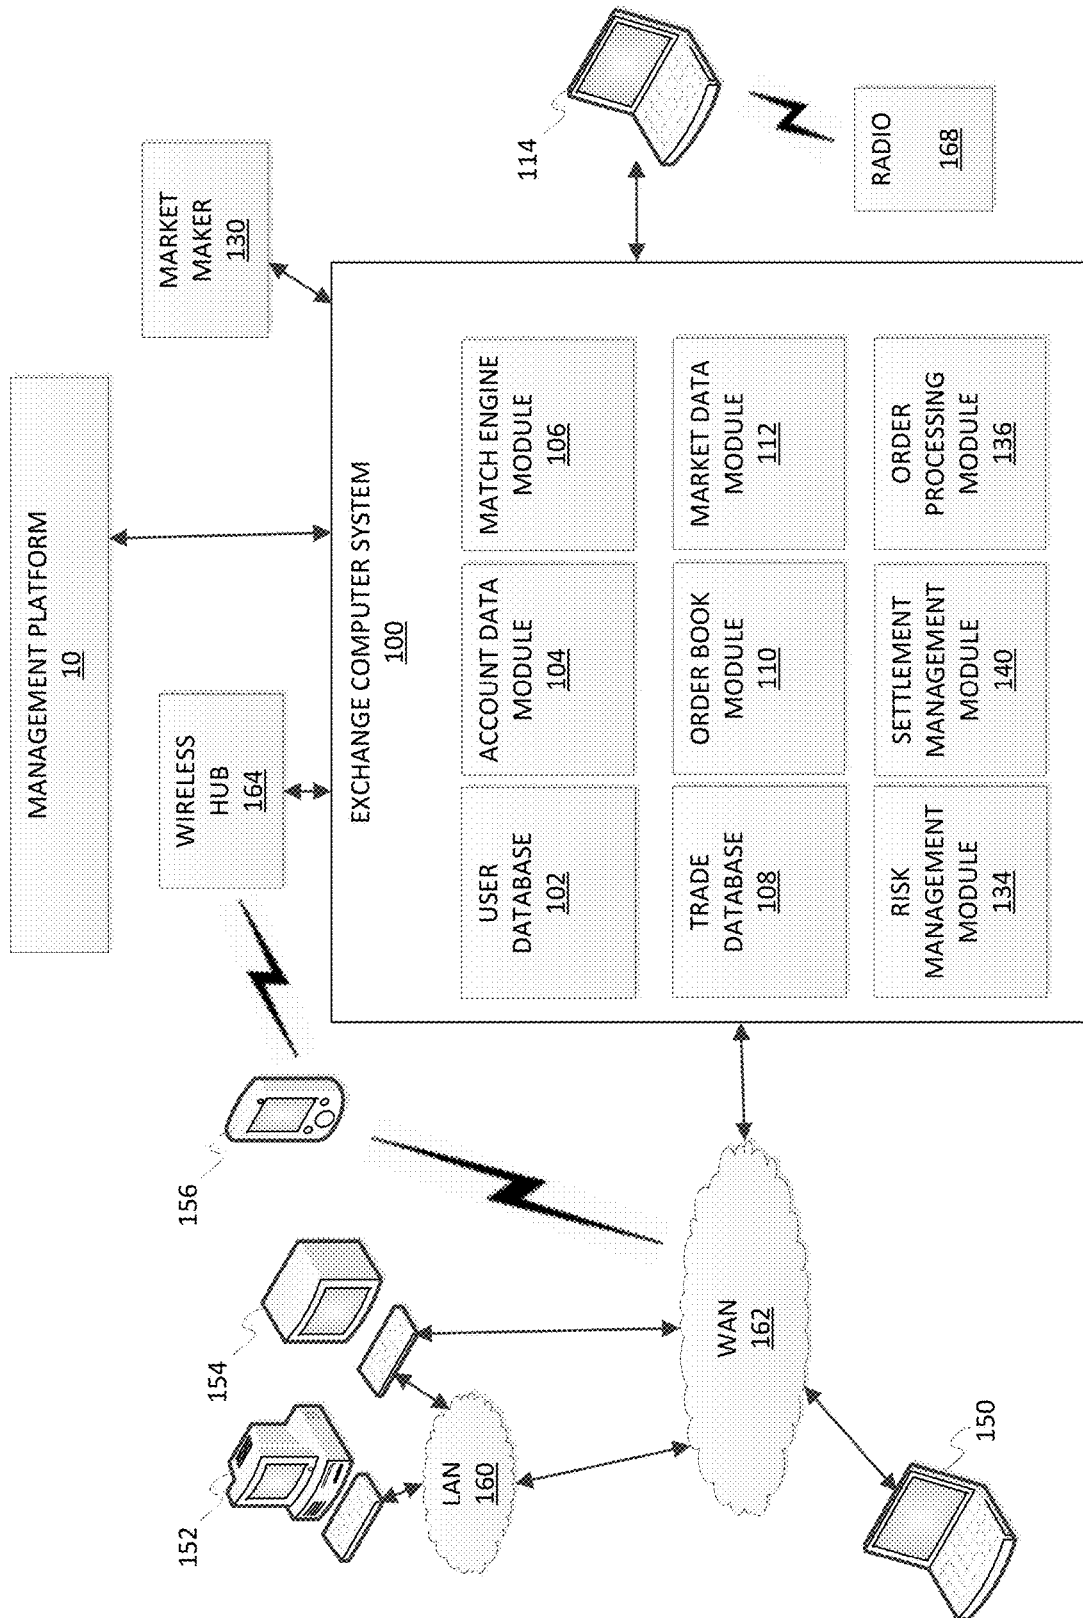 MANAGEMENT PLATFORM
10
WIRELESS
HUB
164
MARKET
MAKER
130
152
154
156
EXCHANGE COMPUTER SYSTEM
100
USER
DATABASE
102
ACCOUNT DATA
MODULE
104
MATCH ENGINE
MODULE
106
114
LAN
160
TRADE
DATABASE
108
ORDER BOOK
MODULE
110
MARKET DATA
MODULE
112
WAN
162
RISK
MANAGEMENT
MODULE
134
SETTLEMENT
MANAGEMENT
MODULE
140
ORDER
PROCESSING
MODULE
136
RADIO
168
150